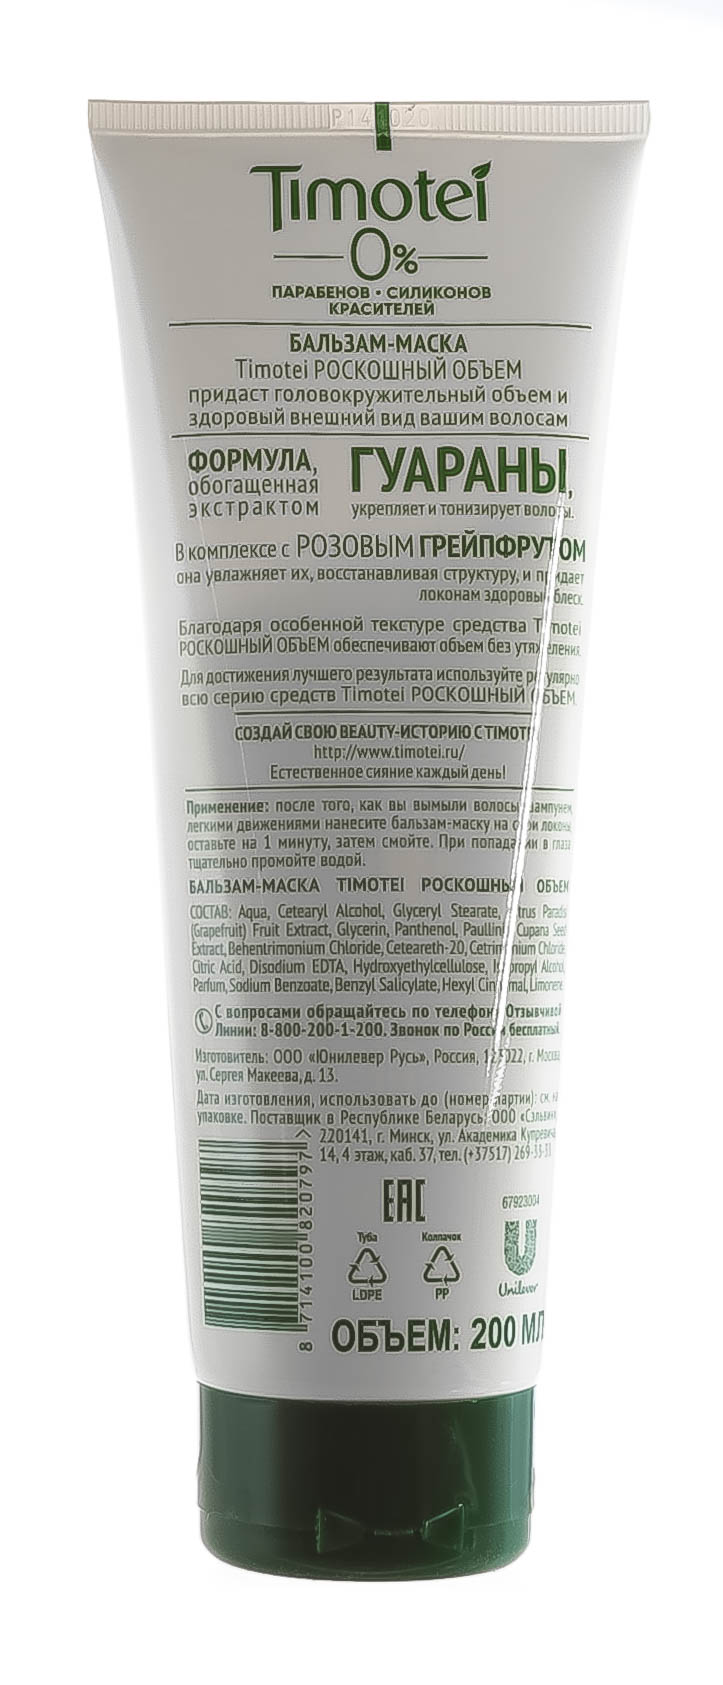 Timotei
0%
ПАРАБЕНОВ • СИЛИКОНОВ
КРАСИТЕЛЕЙ
БАЛЬЗАМ-МАСКА
Timotei РОСКОШНЫЙ ОБЪЕМ
придаст головокружительный объем и
здоровый внешний вид вашим волосам
ФОРМУЛА,
обогащенная
экстрактом
ГУАРАНЫ,
укрепляет и тонизирует волосы.
В комплексе с РОЗОВЫМ ГРЕЙПФРУТОМ
она увлажняет их, восстанавливая структуру, и придает
локонам здоровый блеск.
Благодаря особенной текстуре средства Timotei
РОСКОШНЫЙ ОБЪЕМ обеспечивают объем без утяжеления.
Для достижения лучшего результата используйте регулярно
всю серию средств Timotei РОСКОШНЫЙ ОБЪЕМ.
СОЗДАЙ СВОЮ BEAUTY-ИСТОРИЮ С TIMOTEI
http://www.timotei.ru/
Естественное сияние каждый день!
Применение: после того, как вы вымыли волосы шампунем,
легкими движениями нанесите бальзам-маску на свои локоны,
оставьте на 1 минуту, затем смойте. При попадании в глаза
тщательно промойте водой.
БАЛЬЗАМ-МАСКА TIMOTEI РОСКОШНЫЙ ОБЪЕМ
СОСТАВ: Aqua, Cetearyl Alcohol, Glyceryl Stearate, Citrus Paradisi
(Grapefruit) Fruit Extract, Glycerin, Panthenol, Paullinia Cupana Seed
Extract, Behentrimonium Chloride, Ceteareth-20, Cetrimonium Chloride,
Citric Acid, Disodium EDTA, Hydroxyethylcellulose, Isopropyl Alcohol,
Parfum, Sodium Benzoate, Benzyl Salicylate, Hexyl Cinnamal, Limonene
С вопросами обращайтесь по телефону Отзывчивой
Линии: 8-800-200-1-200. Звонок по России бесплатный.
Изготовитель: ООО «Юнилевер Русь», Россия, 123022, г. Москва,
ул. Сергея Макеева, д. 13.
Дата изготовления, использовать до (номер партии): см. на
упаковке. Поставщик в Республике Беларусь: ООО «Сэльвин»,
220141, г. Минск, ул. Академика Купревича,
14, 4 этаж, каб. 37, тел. (+37517) 269-33-31
8 714100 820797 >
EAC
67923004
Туба
Колпачок
LDPE
PP
Unilever
ОБЪЕМ: 200 МЛ